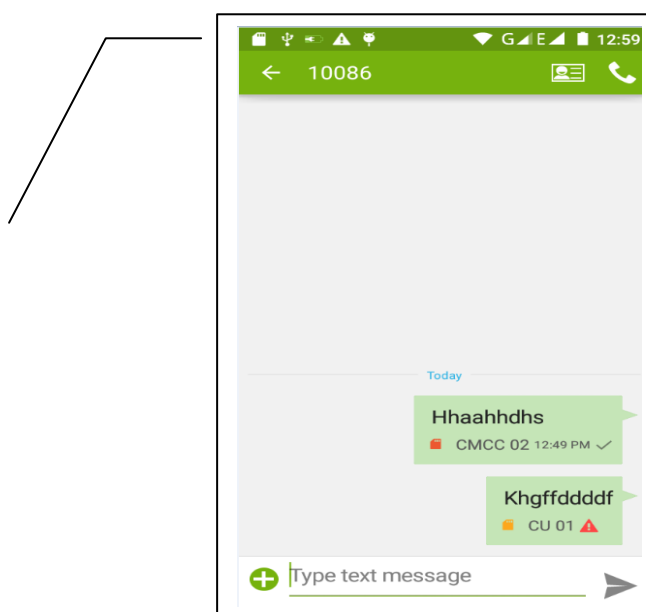 G E 12:59
10086
Today
Hhaahhdhs
CMCC 02 12:49 PM
Khgffddddf
CU 01
Type text message